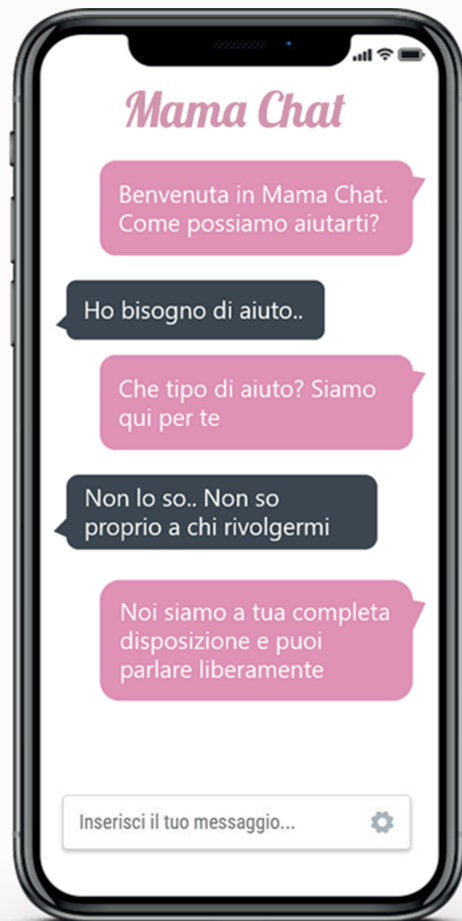 Mama Chat
Benvenuta in Mama Chat.
Come possiamo aiutarti?
Ho bisogno di aiuto..
Che tipo di aiuto? Siamo
qui per te
Non lo so.. Non so
proprio a chi rivolgermi
Noi siamo a tua completa
disposizione e puoi
parlare liberamente
Inserisci il tuo messaggio...